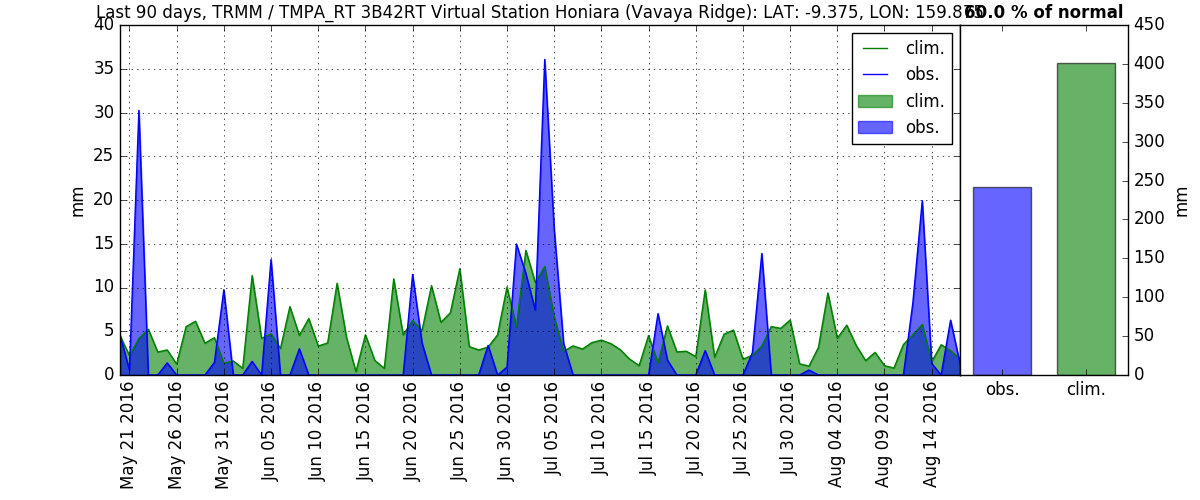 Last 90 days, TRMM / TMPA_RT 3B42RT Virtual Station Honiara (Vavaya Ridge): LAT: -9.375, LON: 159.875
60.0 % of normal
40
35
30
25
20
15
10
5
0
mm
clim.
obs.
clim.
obs.
450
400
350
300
250
200
150
100
50
0
mm
May 21 2016
May 26 2016
May 31 2016
Jun 05 2016
Jun 10 2016
Jun 15 2016
Jun 20 2016
Jun 25 2016
Jun 30 2016
Jul 05 2016
Jul 10 2016
Jul 15 2016
Jul 20 2016
Jul 25 2016
Jul 30 2016
Aug 04 2016
Aug 09 2016
Aug 14 2016
obs.
clim.